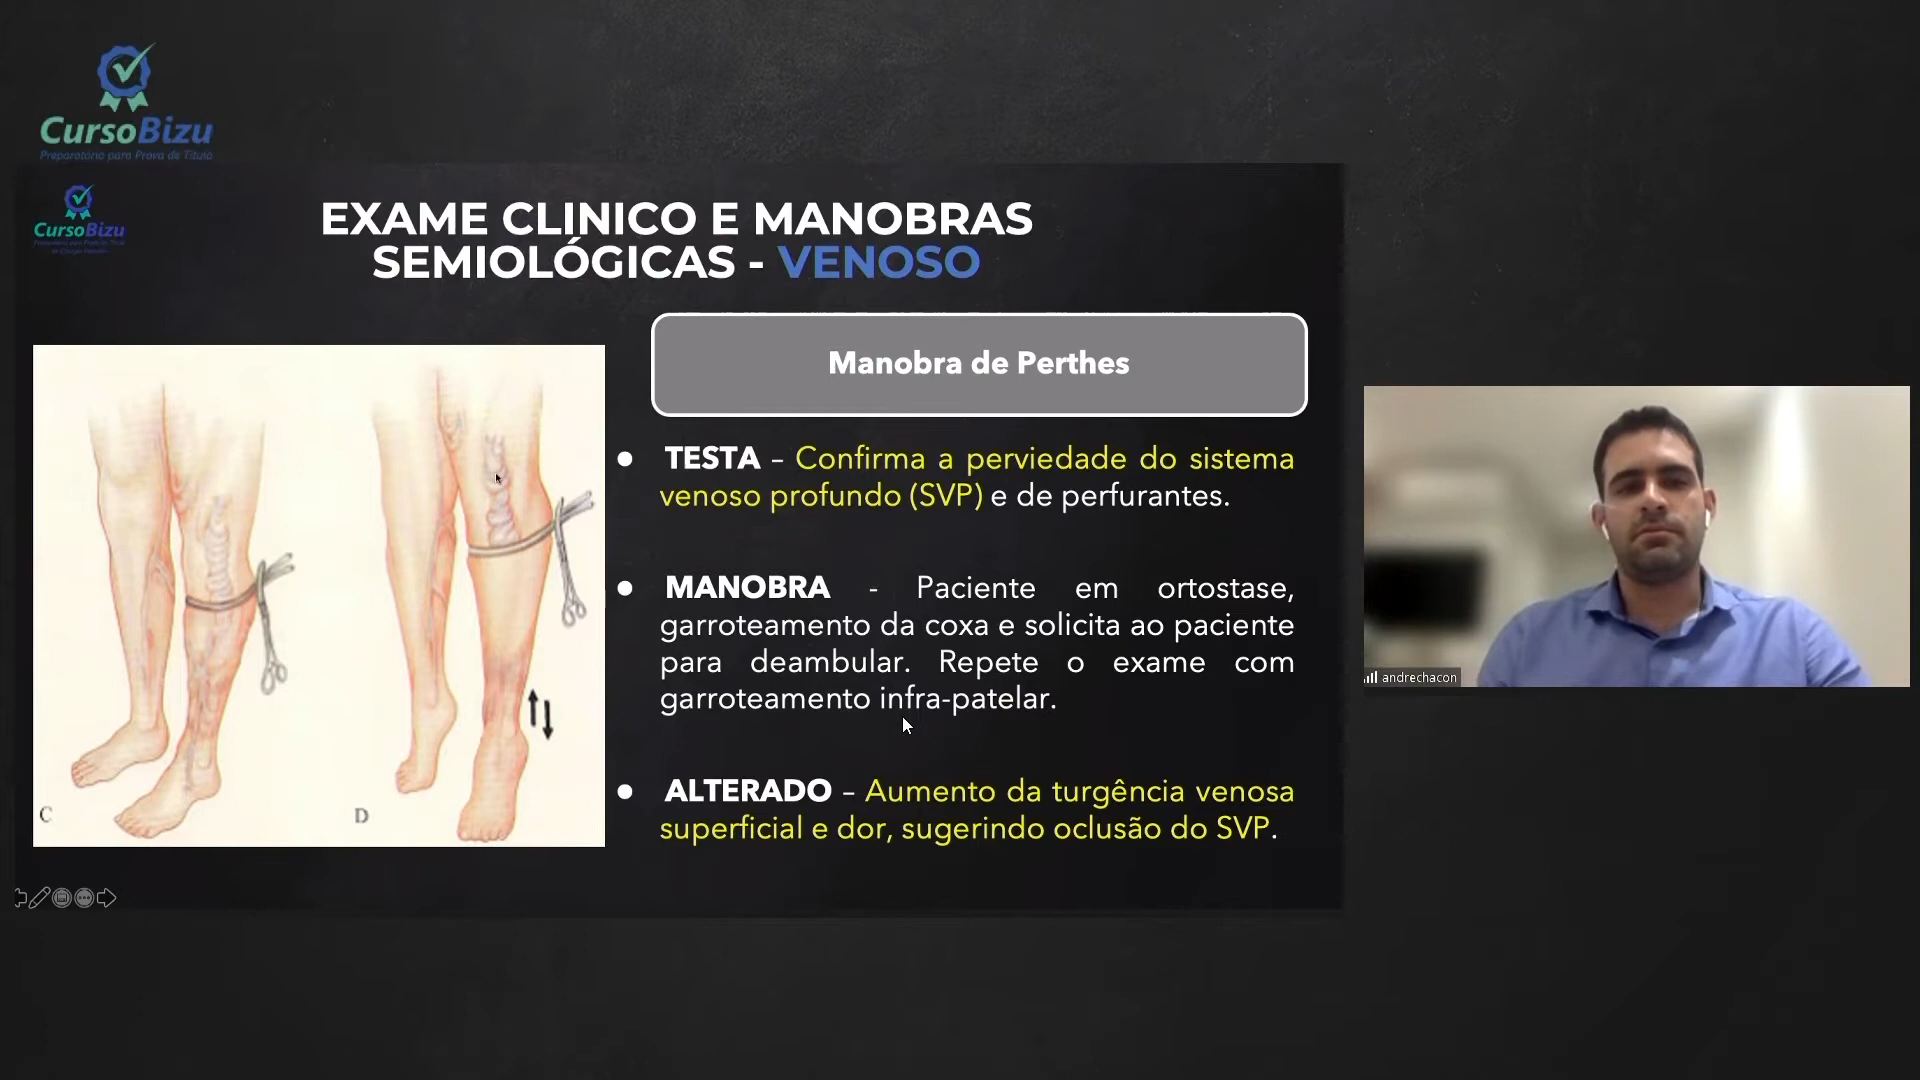 CursoBizu
Preparatório para Prova de Título
CursoBizu
EXAME CLINICO E MANOBRAS
SEMIOLÓGICAS - VENOSO
Manobra de Perthes
● TESTA – Confirma a perviedade do sistema
venoso profundo (SVP) e de perfurantes.
● MANOBRA - Paciente em ortostase,
garroteamento da coxa e solicita ao paciente
para deambular. Repete o exame com
garroteamento infra-patelar.
● ALTERADO – Aumento da turgência venosa
superficial e dor, sugerindo oclusão do SVP.
C
D
andrechacon